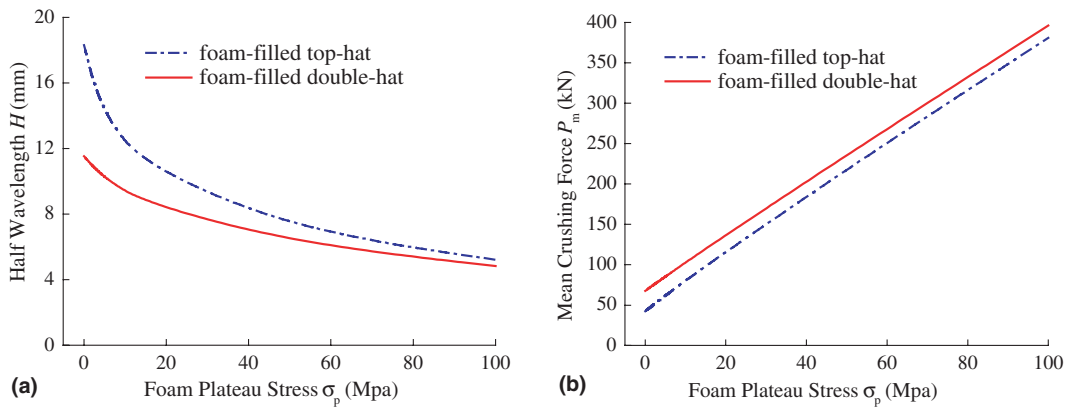 20
16
12
8
4
0
Half Wavelength H (mm)
foam-filled top-hat
foam-filled double-hat
0 20 40 60 80 100
Foam Plateau Stress σp (Mpa)
(a)
400
350
300
250
200
150
100
50
0
Mean Crushing Force Pm (kN)
foam-filled top-hat
foam-filled double-hat
0 20 40 60 80 100
Foam Plateau Stress σp (Mpa)
(b)